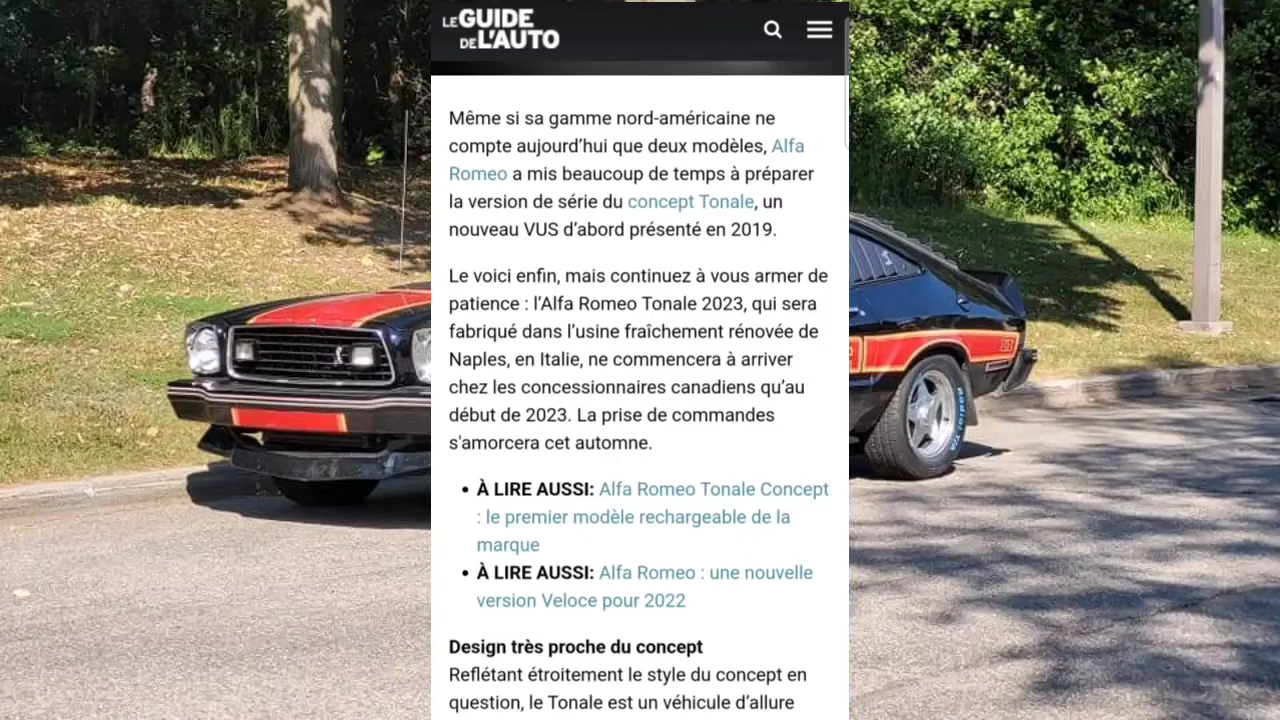 LE GUIDE
DE L'AUTO
Même si sa gamme nord-américaine ne
compte aujourd'hui que deux modèles, Alfa
Romeo a mis beaucoup de temps à préparer
la version de série du concept Tonale, un
nouveau VUS d'abord présenté en 2019.
Le voici enfin, mais continuez à vous armer de
patience : l'Alfa Romeo Tonale 2023, qui sera
fabriqué dans l'usine fraîchement rénovée de
Naples, en Italie, ne commencera à arriver
chez les concessionnaires canadiens qu'au
début de 2023. La prise de commandes
s'amorcera cet automne.
• À LIRE AUSSI: Alfa Romeo Tonale Concept
: le premier modèle rechargeable de la
marque
• À LIRE AUSSI: Alfa Romeo : une nouvelle
version Veloce pour 2022
Design très proche du concept
Reflétant étroitement le style du concept en
question, le Tonale est un véhicule d'allure